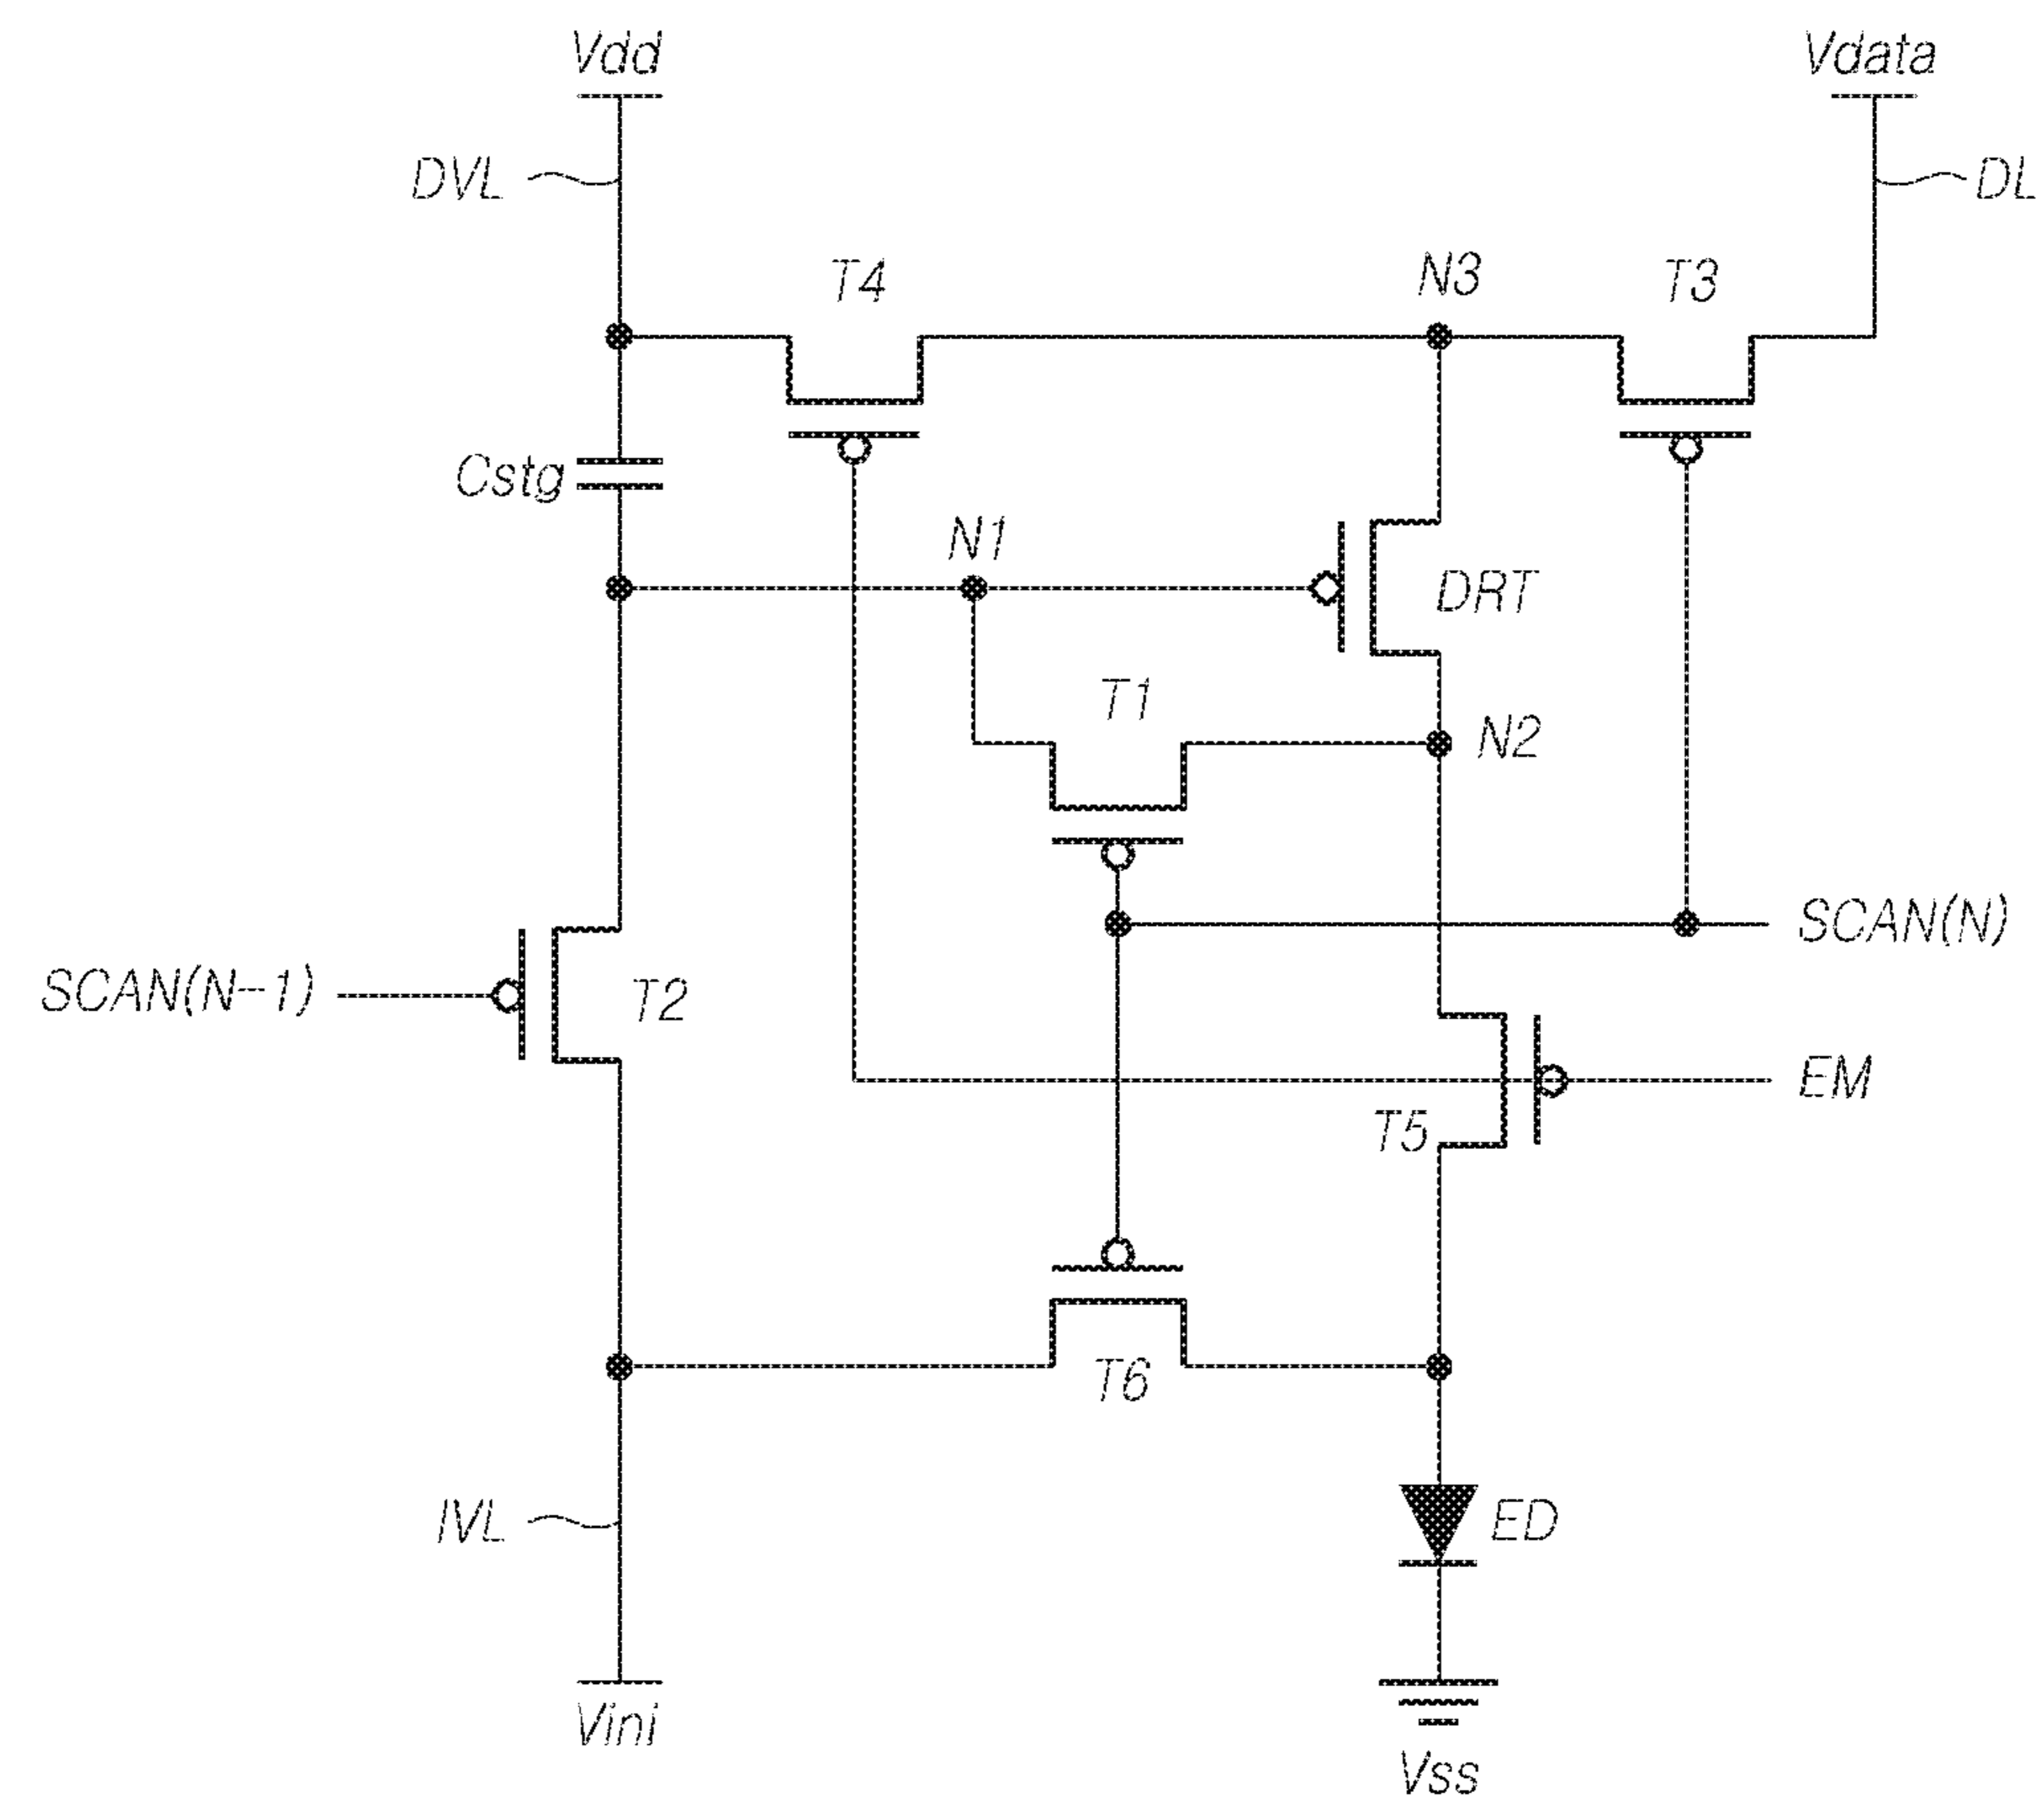 Vdd
Vdata
DVL
DL
T4
N3
T3
Cstg
N1
DRT
T1
N2
SCAN(N)
SCAN(N-1)
T2
EM
T5
T6
IVL
ED
Vini
Vss